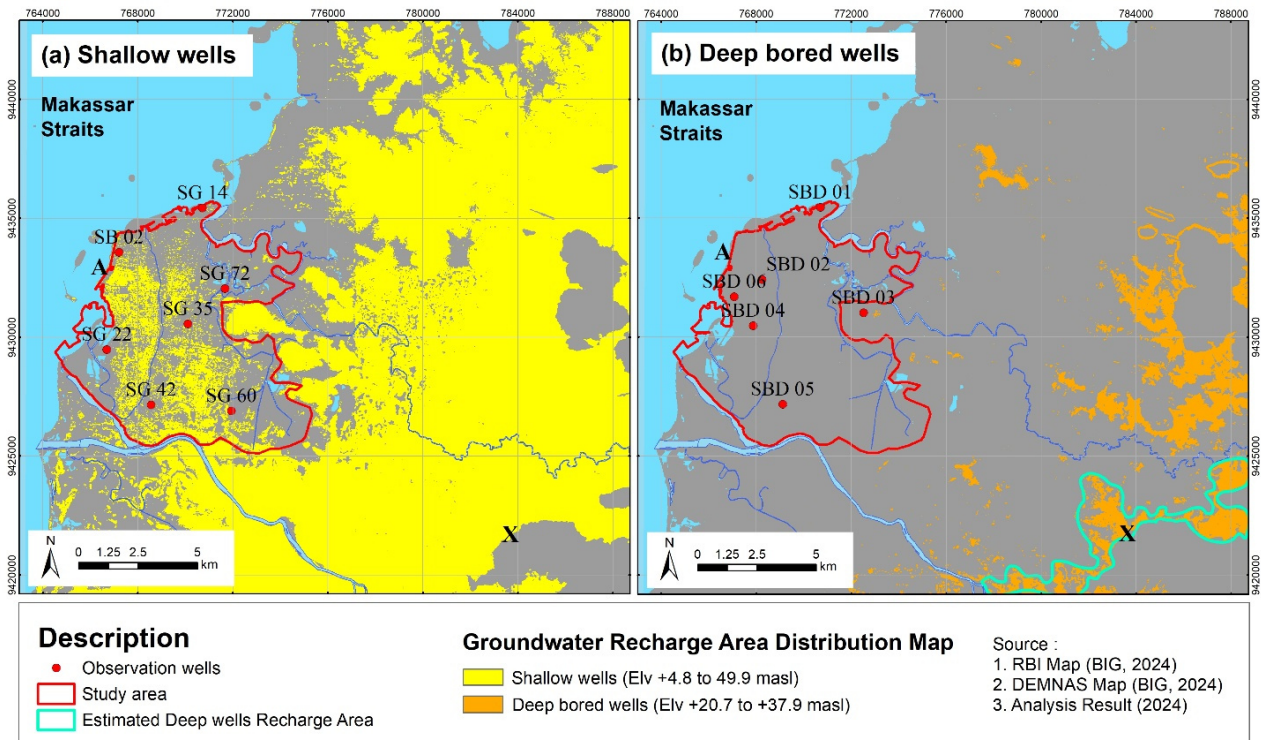 764000 768000 772000 776000 780000 784000 788000
(a) Shallow wells
Makassar
Straits
SG 14
SB 02
A
SG 72
SG 35
SG 22
SG 42
SG 60
X
N
0 1.25 2.5 5
km
9440000
9435000
9430000
9425000
9420000
764000 768000 772000 776000 780000 784000 788000
(b) Deep bored wells
Makassar
Straits
SBD 01
A
SBD 02
SBD 06
SBD 03
SBD 04
SBD 05
X
N
0 1.25 2.5 5
km
9440000
9435000
9430000
9425000
9420000
Description
Observation wells
Study area
Estimated Deep wells Recharge Area
Groundwater Recharge Area Distribution Map
Shallow wells (Elv +4.8 to 49.9 masl)
Deep bored wells (Elv +20.7 to +37.9 masl)
Source :
1. RBI Map (BIG, 2024)
2. DEMNAS Map (BIG, 2024)
3. Analysis Result (2024)